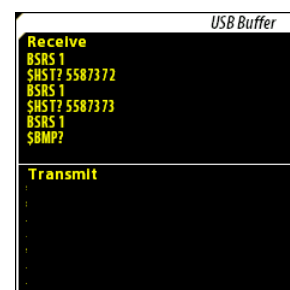 USB Buffer
Receive
BSRS 1
$HST? 5587372
BSRS 1
$HST? 5587373
BSRS 1
$BMP?
Transmit